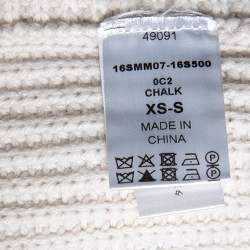 49091
16SMM07-16S500
0C2
CHALK
XS-S
MADE IN
CHINA